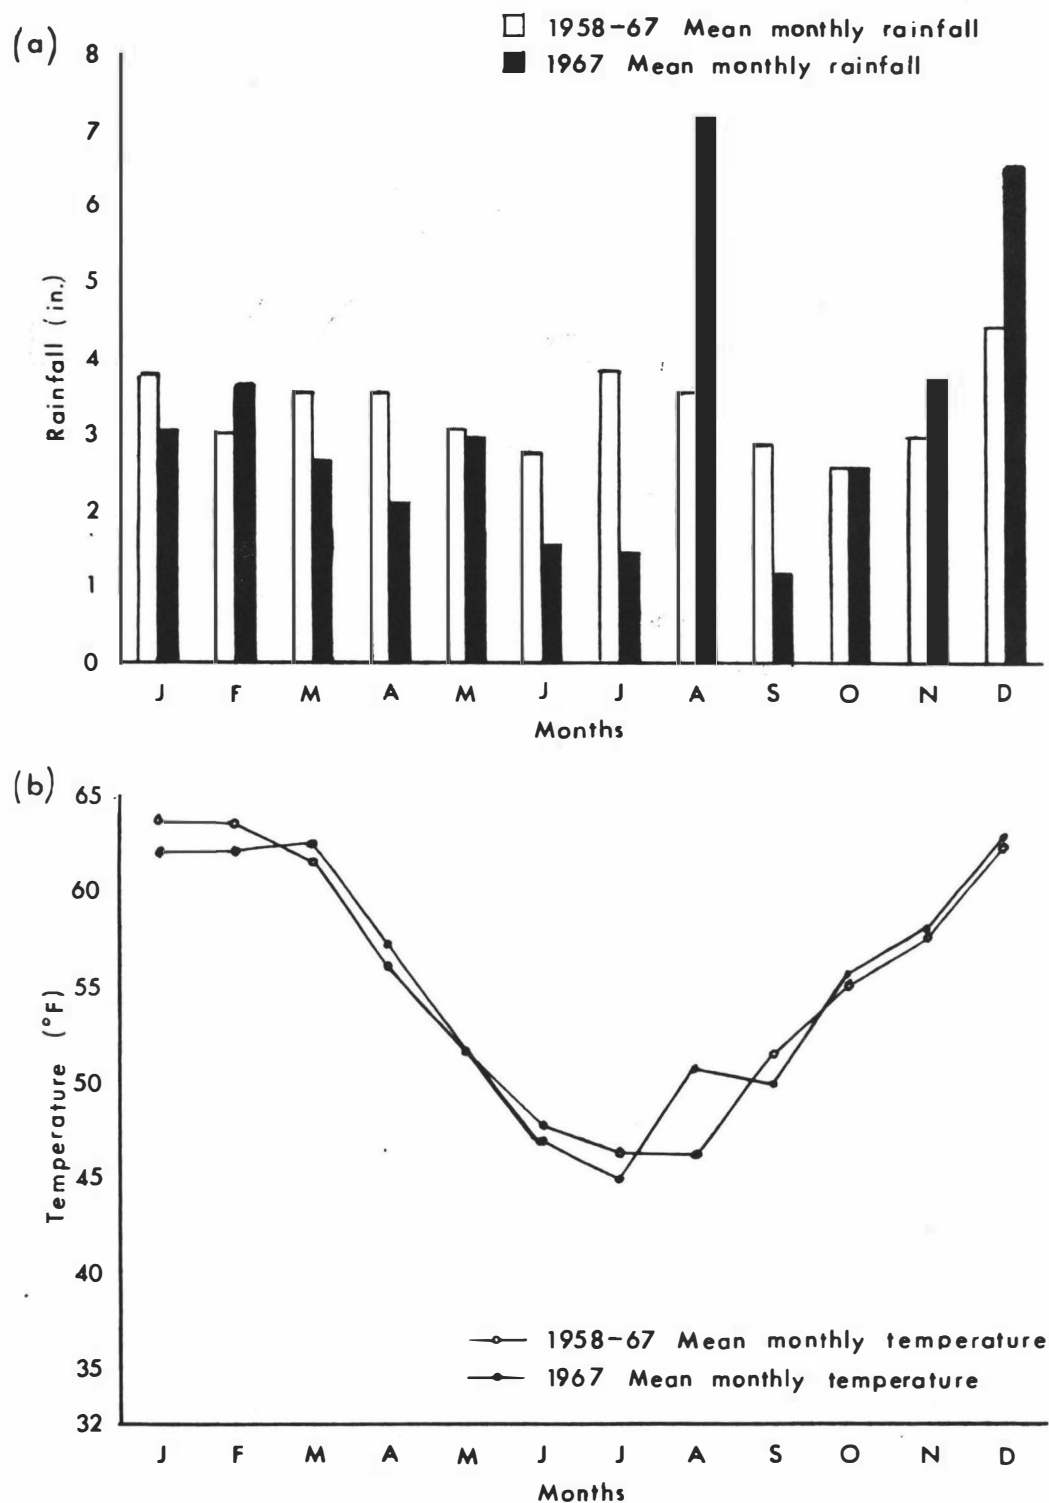 (a)
1958-67 Mean monthly rainfall
1967 Mean monthly rainfall
8
7
6
5
4
3
2
1
0
Rainfall (in.)
J F M A M J J A S O N D
Months
(b)
65
60
55
50
45
40
35
32
Temperature (°F)
1958-67 Mean monthly temperature
1967 Mean monthly temperature
J F M A M J J A S O N D
Months